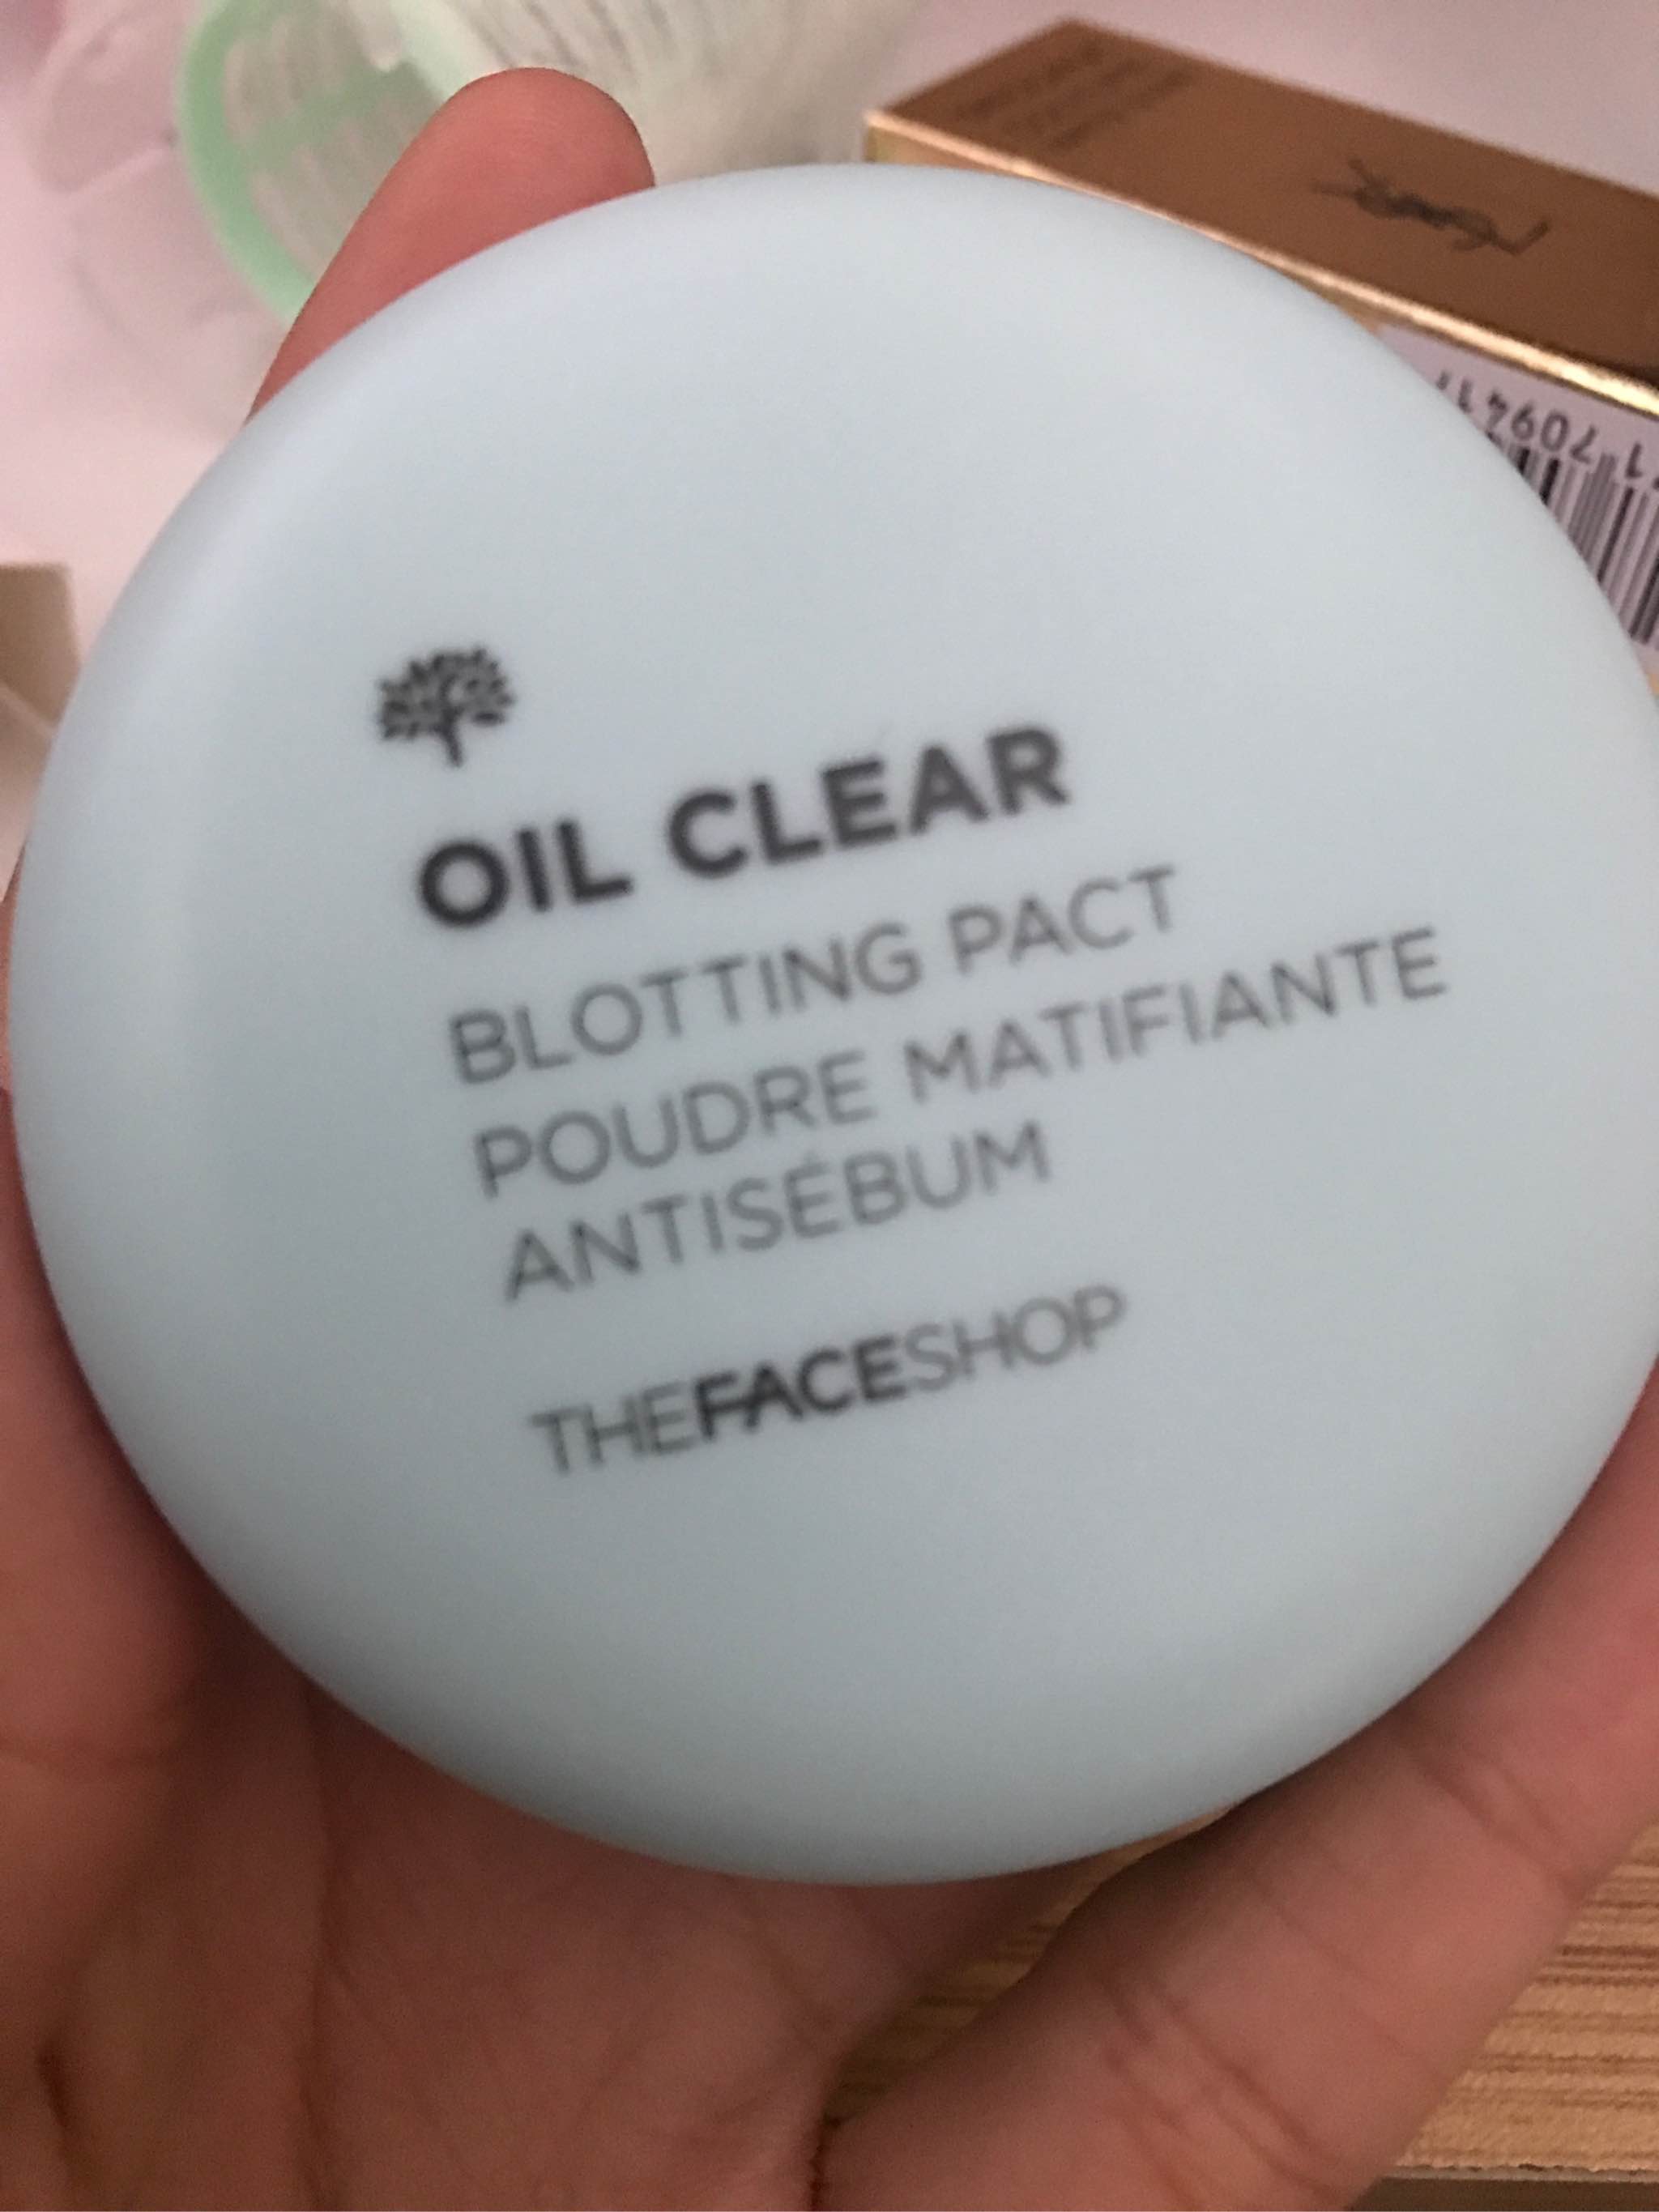 OIL CLEAR
BLOTTING PACT
POUDRE MATIFIANTE
ANTISÉBUM
THEFACESHOP